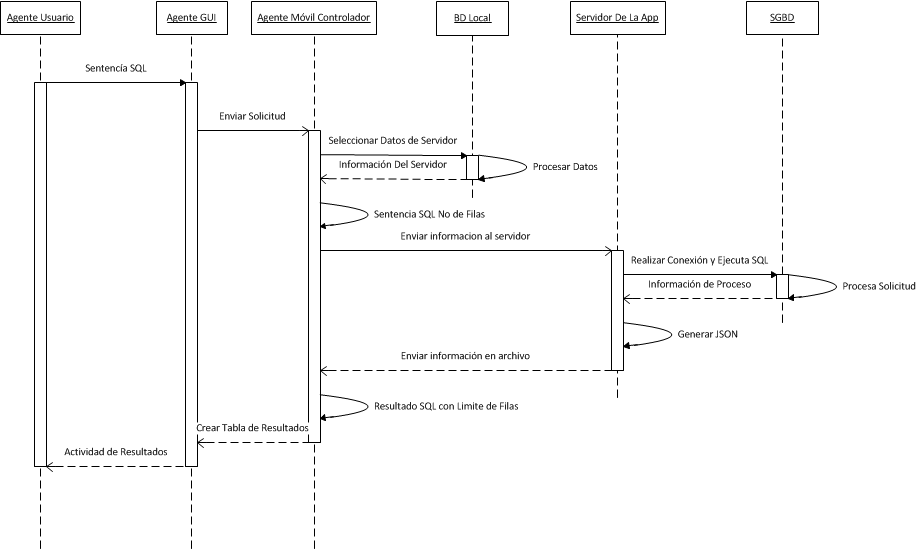 Agente Usuario
Agente GUI
Agente Móvil Controlador
BD Local
Servidor De La App
SGBD
Sentencía SQL
Enviar Solicitud
Seleccionar Datos de Servidor
Información Del Servidor
Procesar Datos
Sentencia SQL No de Filas
Enviar informacion al servidor
Realizar Conexión y Ejecuta SQL
Información de Proceso
Procesa Solicitud
Generar JSON
Enviar información en archivo
Resultado SQL con Limite de Filas
Crear Tabla de Resultados
Actividad de Resultados